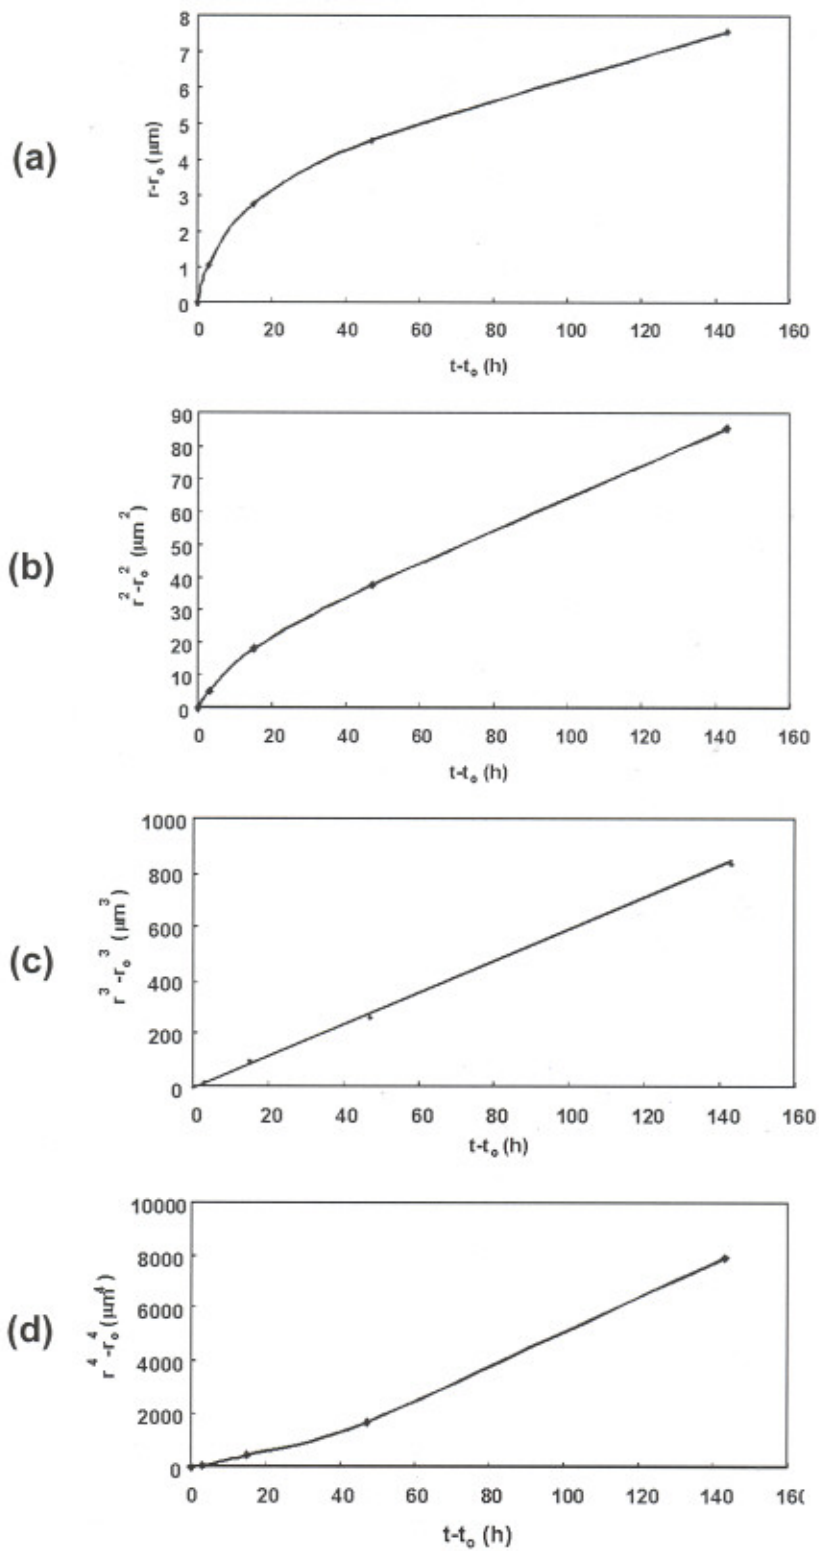 (a)
r-r₀ (μm)
8
7
6
5
4
3
2
1
0
0 20 40 60 80 100 120 140 160
t-t₀ (h)
(b)
r²-r₀² (μm²)
90
80
70
60
50
40
30
20
10
0
0 20 40 60 80 100 120 140 160
t-t₀ (h)
(c)
r³-r₀³ (μm³)
1000
800
600
400
200
0
0 20 40 60 80 100 120 140 160
t-t₀ (h)
(d)
r⁴-r₀⁴ (μm⁴)
10000
8000
6000
4000
2000
0
0 20 40 60 80 100 120 140 16(
t-t₀ (h)